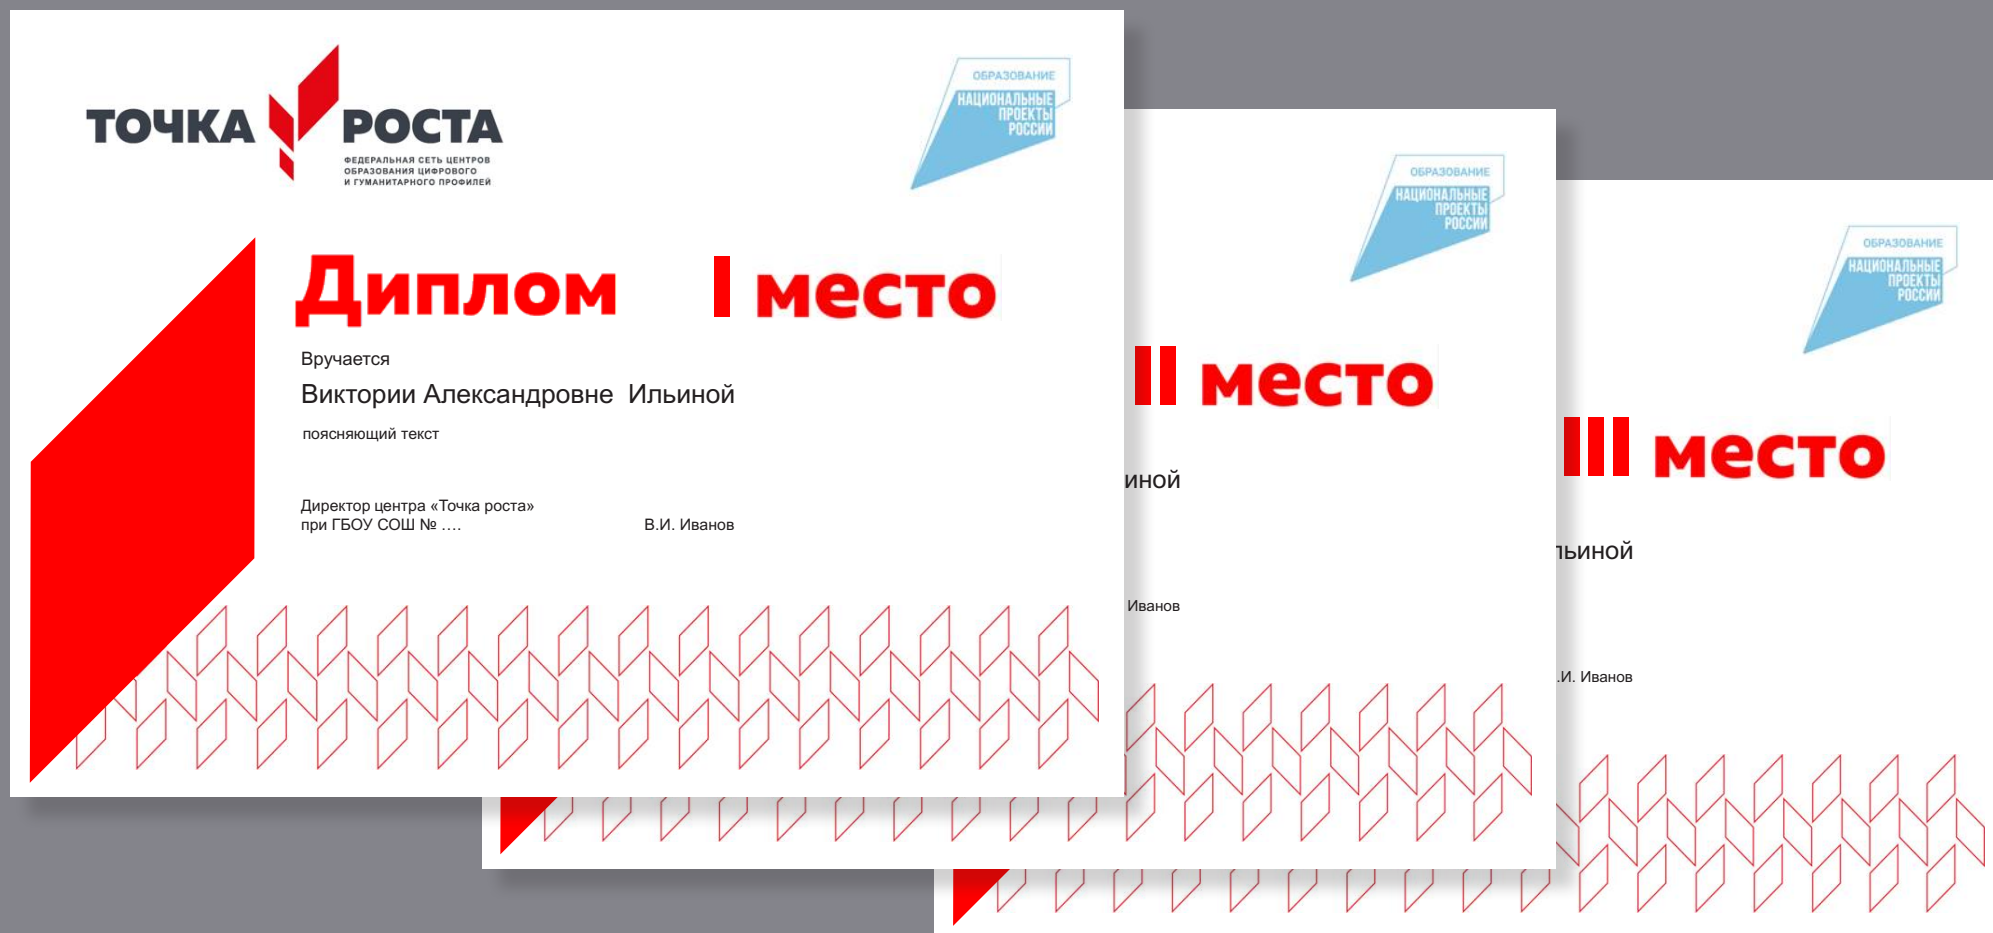 ТОЧКА РОСТА
ФЕДЕРАЛЬНАЯ СЕТЬ ЦЕНТРОВ
ОБРАЗОВАНИЯ ЦИФРОВОГО
И ГУМАНИТАРНОГО ПРОФИЛЕЙ
ОБРАЗОВАНИЕ
НАЦИОНАЛЬНЫЕ
ПРОЕКТЫ
РОССИИ
Диплом I место
Вручается
Виктории Александровне Ильиной
поясняющий текст
Директор центра «Точка роста»
при ГБОУ СОШ № .... В.И. Иванов
ОБРАЗОВАНИЕ
НАЦИОНАЛЬНЫЕ
ПРОЕКТЫ
РОССИИ
II место
иной
Иванов
ОБРАЗОВАНИЕ
НАЦИОНАЛЬНЫЕ
ПРОЕКТЫ
РОССИИ
III место
льиной
.И. Иванов